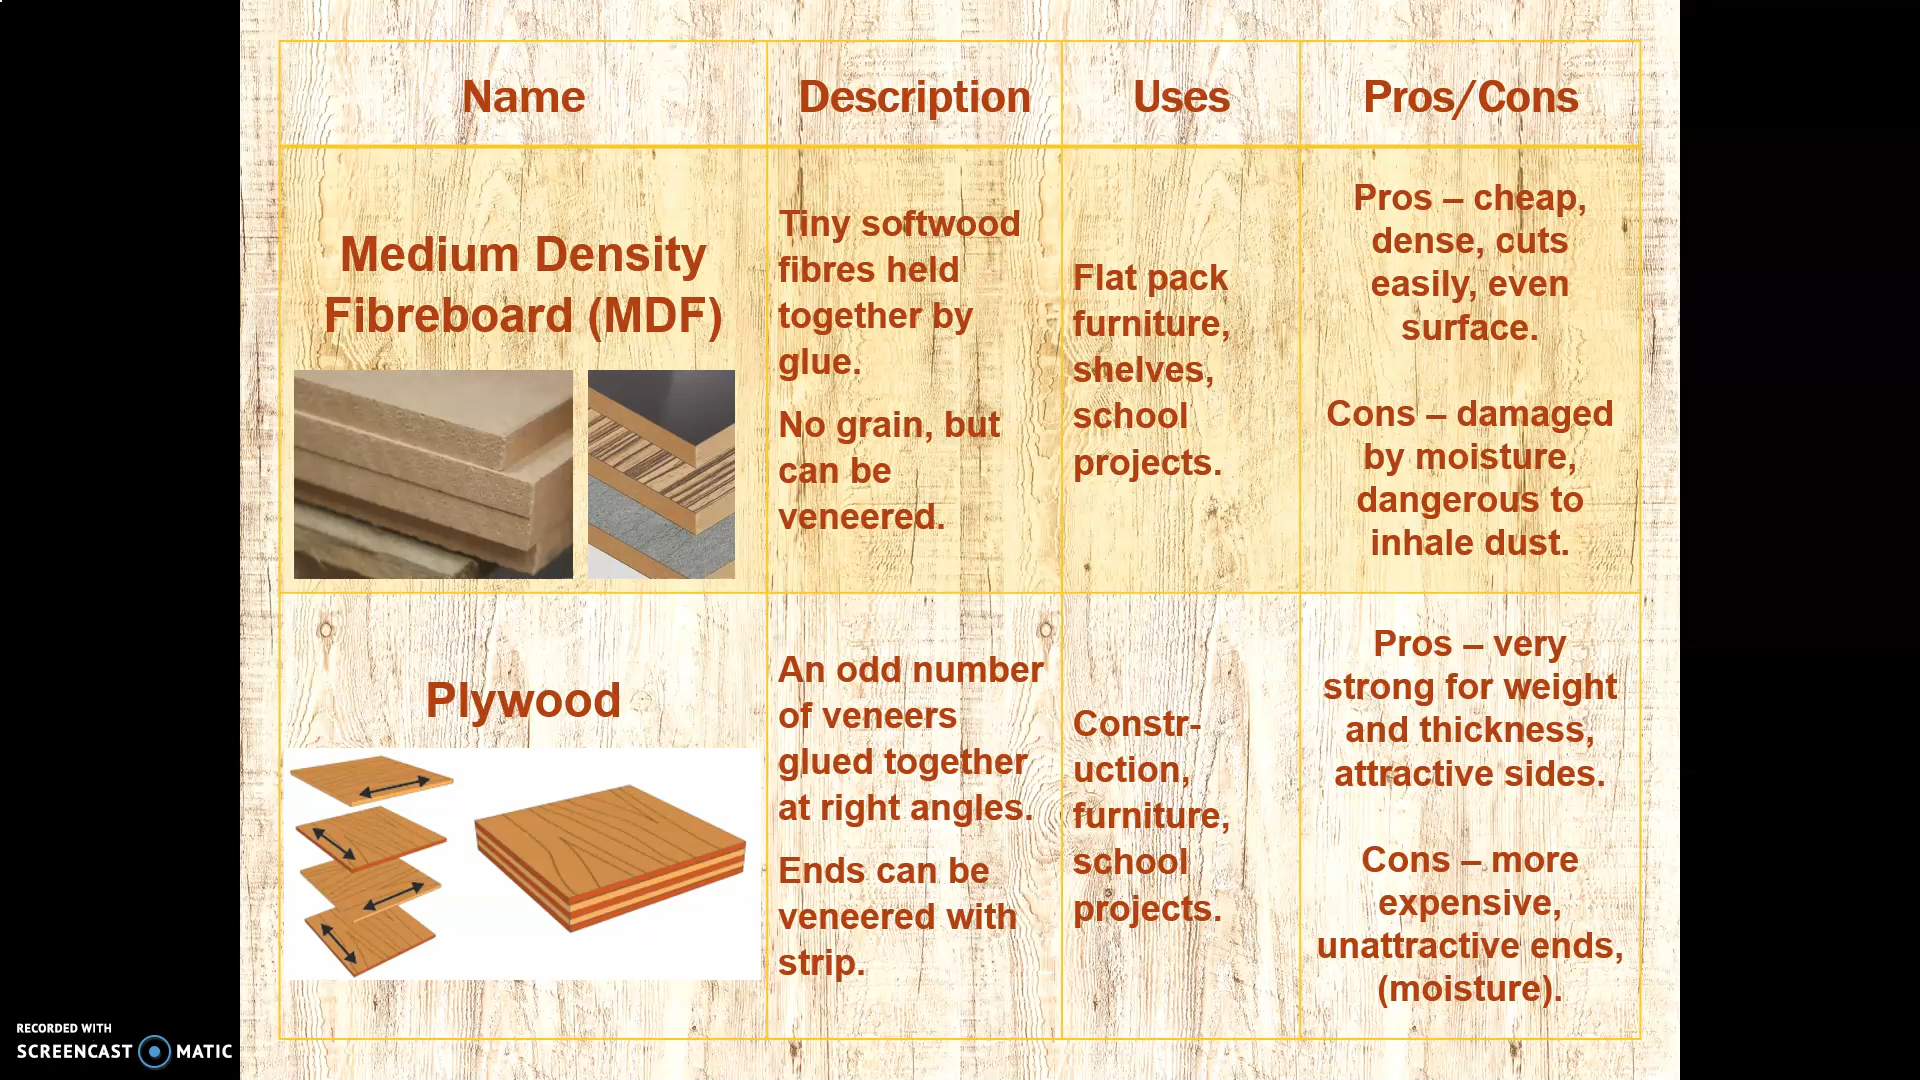 Name
Description
Uses
Pros/Cons
Medium Density
Fibreboard (MDF)
Tiny softwood
fibres held
together by
glue.
No grain, but
can be
veneered.
Flat pack
furniture,
shelves,
school
projects.
Pros – cheap,
dense, cuts
easily, even
surface.
Cons – damaged
by moisture,
dangerous to
inhale dust.
Plywood
An odd number
of veneers
glued together
at right angles.
Ends can be
veneered with
strip.
Constr-
uction,
furniture,
school
projects.
Pros – very
strong for weight
and thickness,
attractive sides.
Cons – more
expensive,
unattractive ends,
(moisture).
RECORDED WITH
SCREENCAST MATIC